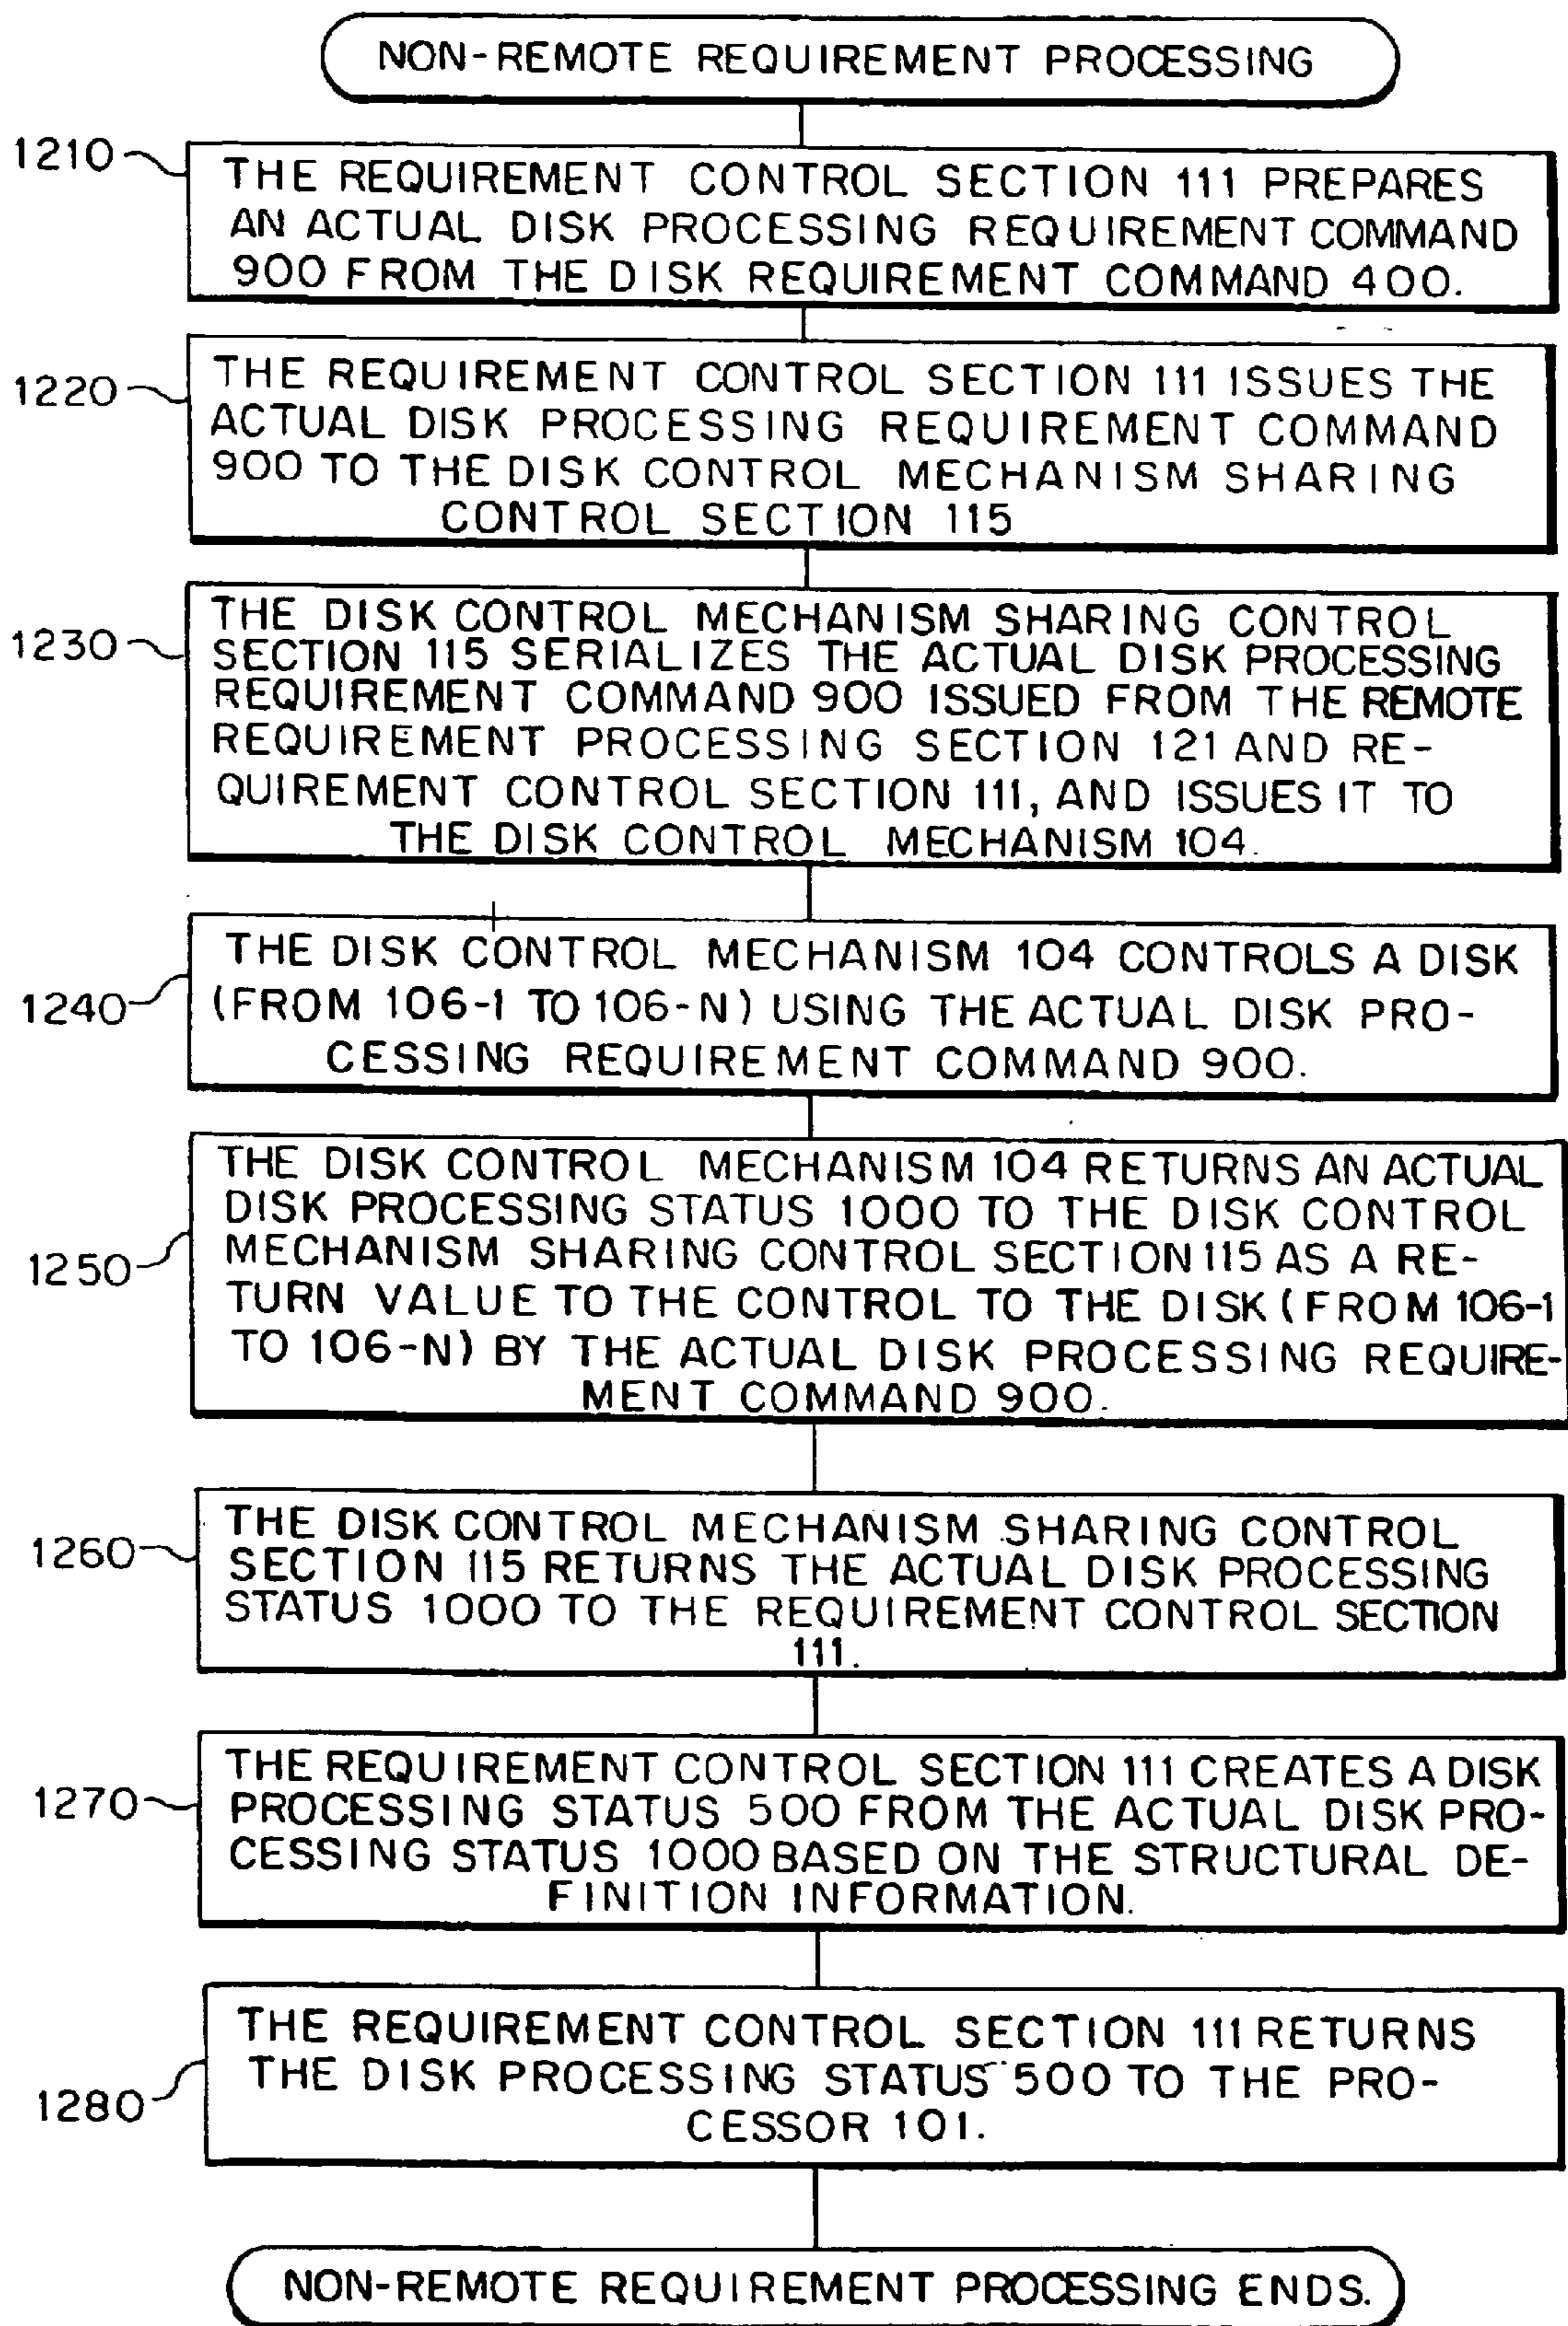 NON-REMOTE REQUIREMENT PROCESSING
1210
THE REQUIREMENT CONTROL SECTION 111 PREPARES
AN ACTUAL DISK PROCESSING REQUIREMENT COMMAND
900 FROM THE DISK REQUIREMENT COMMAND 400.
1220
THE REQUIREMENT CONTROL SECTION 111 ISSUES THE
ACTUAL DISK PROCESSING REQUIREMENT COMMAND
900 TO THE DISK CONTROL MECHANISM SHARING
CONTROL SECTION 115
1230
THE DISK CONTROL MECHANISM SHARING CONTROL
SECTION 115 SERIALIZES THE ACTUAL DISK PROCESSING
REQUIREMENT COMMAND 900 ISSUED FROM THE REMOTE
REQUIREMENT PROCESSING SECTION 121 AND RE-
QUIREMENT CONTROL SECTION 111, AND ISSUES IT TO
THE DISK CONTROL MECHANISM 104.
1240
THE DISK CONTROL MECHANISM 104 CONTROLS A DISK
(FROM 106-1 TO 106-N) USING THE ACTUAL DISK PRO-
CESSING REQUIREMENT COMMAND 900.
1250
THE DISK CONTROL MECHANISM 104 RETURNS AN ACTUAL
DISK PROCESSING STATUS 1000 TO THE DISK CONTROL
MECHANISM SHARING CONTROL SECTION 115 AS A RE-
TURN VALUE TO THE CONTROL TO THE DISK (FROM 106-1
TO 106-N) BY THE ACTUAL DISK PROCESSING REQUIRE-
MENT COMMAND 900.
1260
THE DISK CONTROL MECHANISM SHARING CONTROL
SECTION 115 RETURNS THE ACTUAL DISK PROCESSING
STATUS 1000 TO THE REQUIREMENT CONTROL SECTION
111.
1270
THE REQUIREMENT CONTROL SECTION 111 CREATES A DISK
PROCESSING STATUS 500 FROM THE ACTUAL DISK PRO-
CESSING STATUS 1000 BASED ON THE STRUCTURAL DE-
FINITION INFORMATION.
1280
THE REQUIREMENT CONTROL SECTION 111 RETURNS
THE DISK PROCESSING STATUS 500 TO THE PRO-
CESSOR 101.
NON-REMOTE REQUIREMENT PROCESSING ENDS.